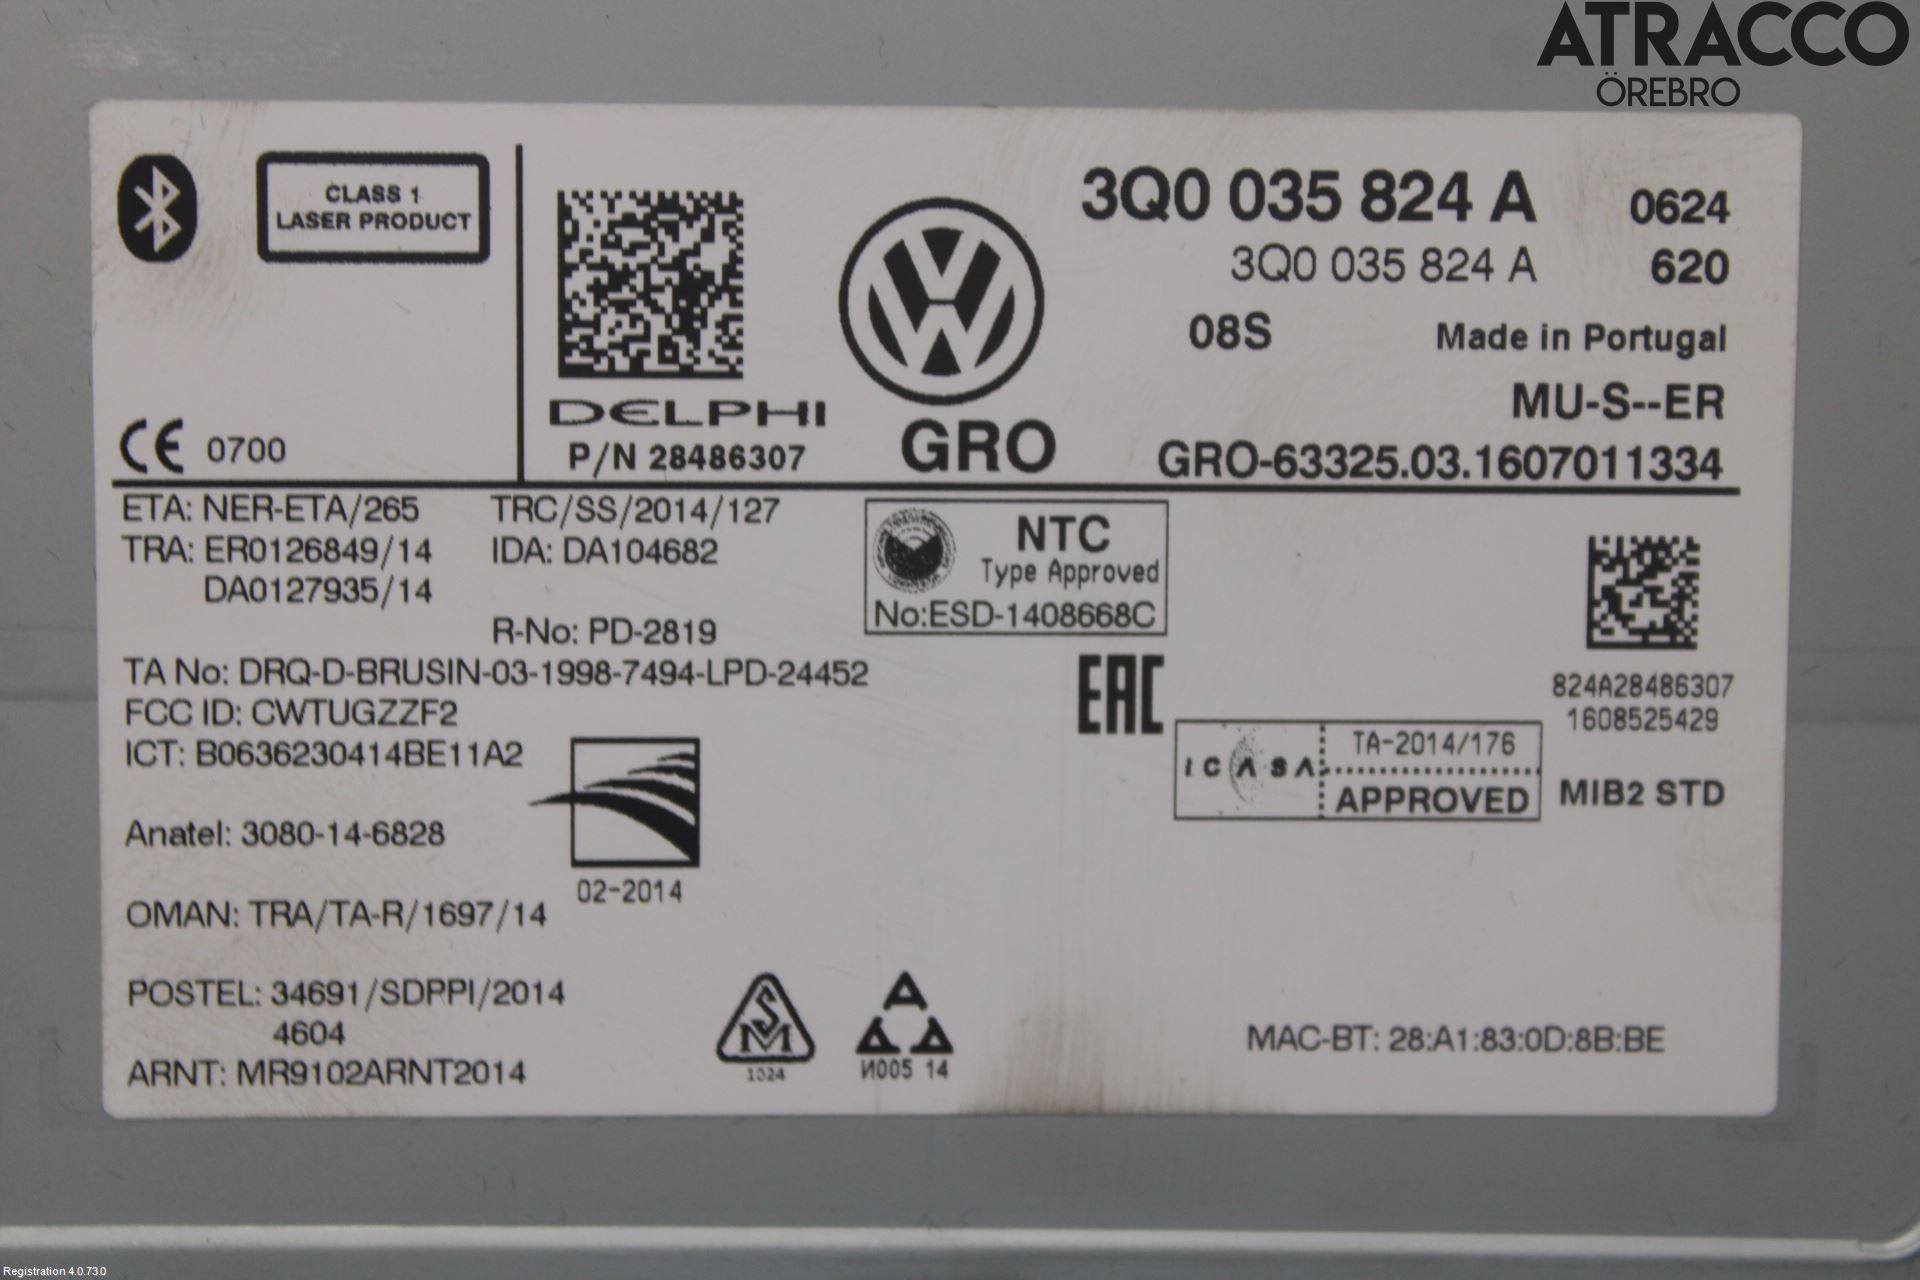 ATRACCO
ÖREBRO
CLASS 1
LASER PRODUCT
CE 0700
DELPHI
P/N 28486307
GRO
3Q0 035 824 A 0624
3Q0 035 824 A 620
08S Made in Portugal
MU-S--ER
GRO-63325.03.1607011334
ETA: NER-ETA/265 TRC/SS/2014/127
TRA: ER0126849/14 IDA: DA104682
DA0127935/14
R-No: PD-2819
TA No: DRQ-D-BRUSIN-03-1998-7494-LPD-24452
FCC ID: CWTUGZZF2
ICT: B0636230414BE11A2
Anatel: 3080-14-6828
02-2014
OMAN: TRA/TA-R/1697/14
POSTEL: 34691/SDPPI/2014
4604
ARNT: MR9102ARNT2014
NTC
Type Approved
No:ESD-1408668C
EAC
ICASA TA-2014/176
APPROVED
824A28486307
1608525429
MIB2 STD
SM
1024
И005 14
MAC-BT: 28:A1:83:0D:8B:BE
Registration 4.0.73.0